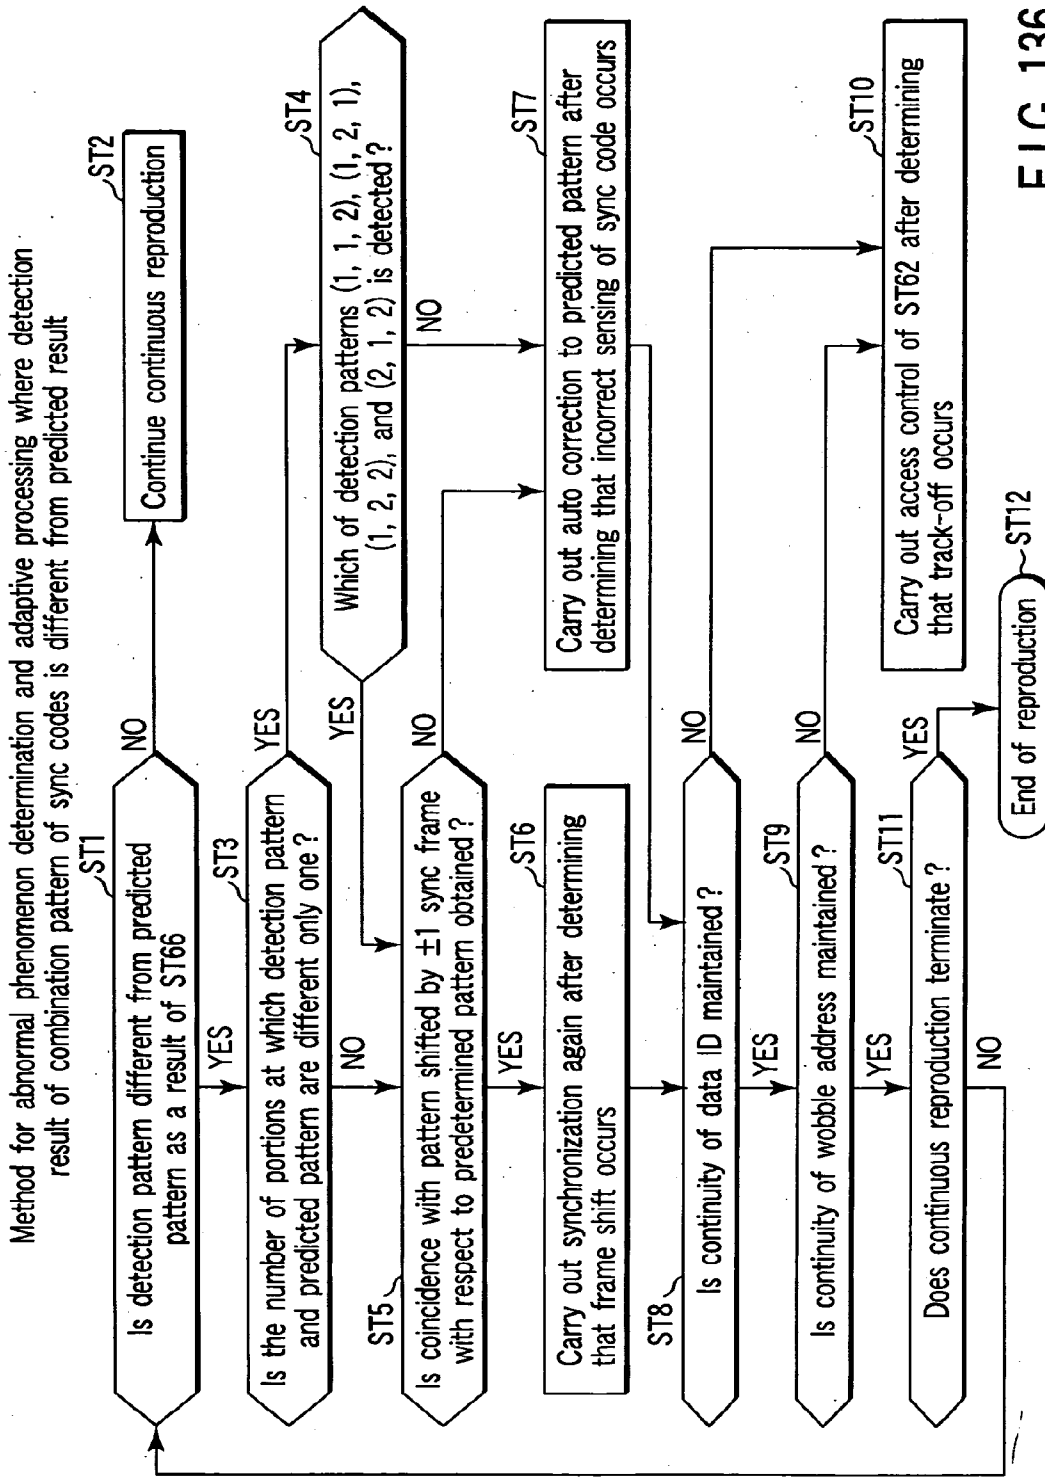 Method for abnormal phenomenon determination and adaptive processing where detection
result of combination pattern of sync codes is different from predicted result
ST1
Is detection pattern different from predicted
pattern as a result of ST66
NO
YES
ST2
Continue continuous reproduction
ST3
Is the number of portions at which detection pattern
and predicted pattern are different only one?
YES
NO
ST4
Which of detection patterns (1, 1, 2), (1, 2, 1),
(1, 2, 2), and (2, 1, 2) is detected?
YES
NO
ST5
Is coincidence with pattern shifted by ±1 sync frame
with respect to predetermined pattern obtained?
NO
YES
ST6
Carry out synchronization again after determining
that frame shift occurs
ST7
Carry out auto correction to predicted pattern after
determining that incorrect sensing of sync code occurs
ST8
Is continuity of data ID maintained?
NO
YES
ST9
Is continuity of wobble address maintained?
NO
YES
ST10
Carry out access control of ST62 after determining
that track-off occurs
ST11
Does continuous reproduction terminate?
YES
NO
ST12
End of reproduction
FIG. 136